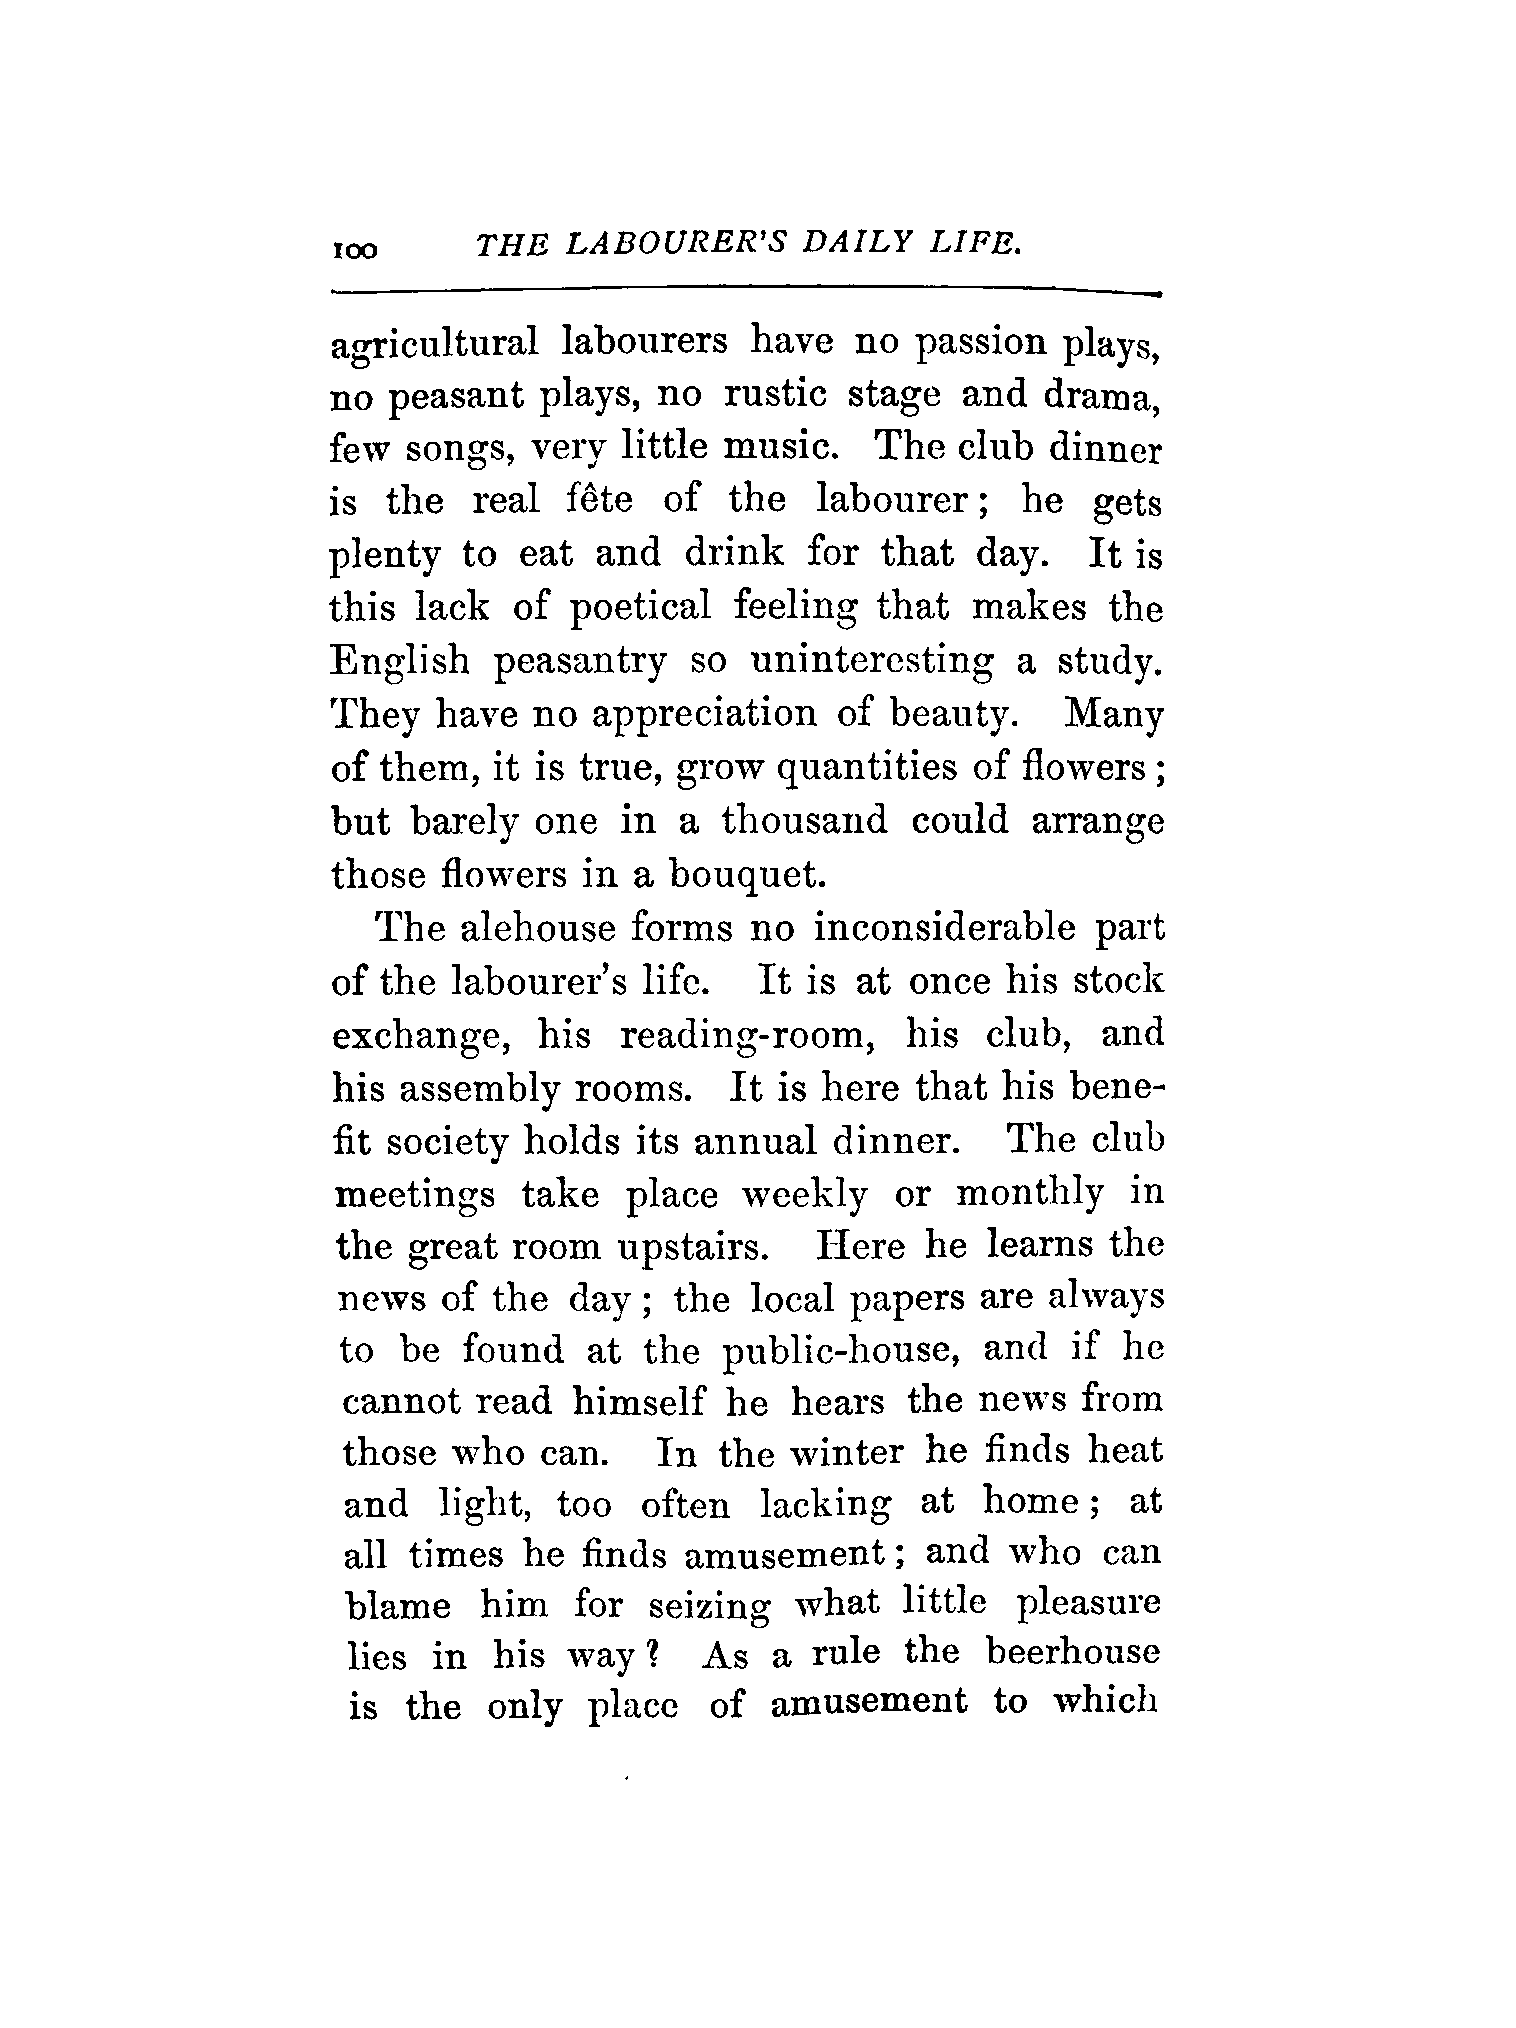 100 THE LABOURER'S DAILY LIFE.
agricultural labourers have no passion plays,
no peasant plays, no rustic stage and drama,
few songs, very little music. The club dinner
is the real fête of the labourer; he gets
plenty to eat and drink for that day. It is
this lack of poetical feeling that makes the
English peasantry so uninteresting a study.
They have no appreciation of beauty. Many
of them, it is true, grow quantities of flowers;
but barely one in a thousand could arrange
those flowers in a bouquet.
The alehouse forms no inconsiderable part
of the labourer's life. It is at once his stock
exchange, his reading-room, his club, and
his assembly rooms. It is here that his bene-
fit society holds its annual dinner. The club
meetings take place weekly or monthly in
the great room upstairs. Here he learns the
news of the day; the local papers are always
to be found at the public-house, and if he
cannot read himself he hears the news from
those who can. In the winter he finds heat
and light, too often lacking at home; at
all times he finds amusement; and who can
blame him for seizing what little pleasure
lies in his way? As a rule the beerhouse
is the only place of amusement to which